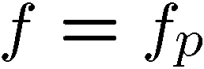 f = f_p